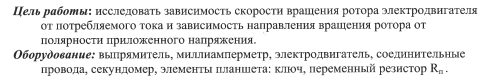 Цель работы: исследовать зависимость скорости вращения ротора электродвигателя
от потребляемого тока и зависимость направления вращения ротора от
полярности приложенного напряжения.
Оборудование: выпрямитель, миллиамперметр, электродвигатель, соединительные
провода, секундомер, элементы планшета: ключ, переменный резистор Rп .